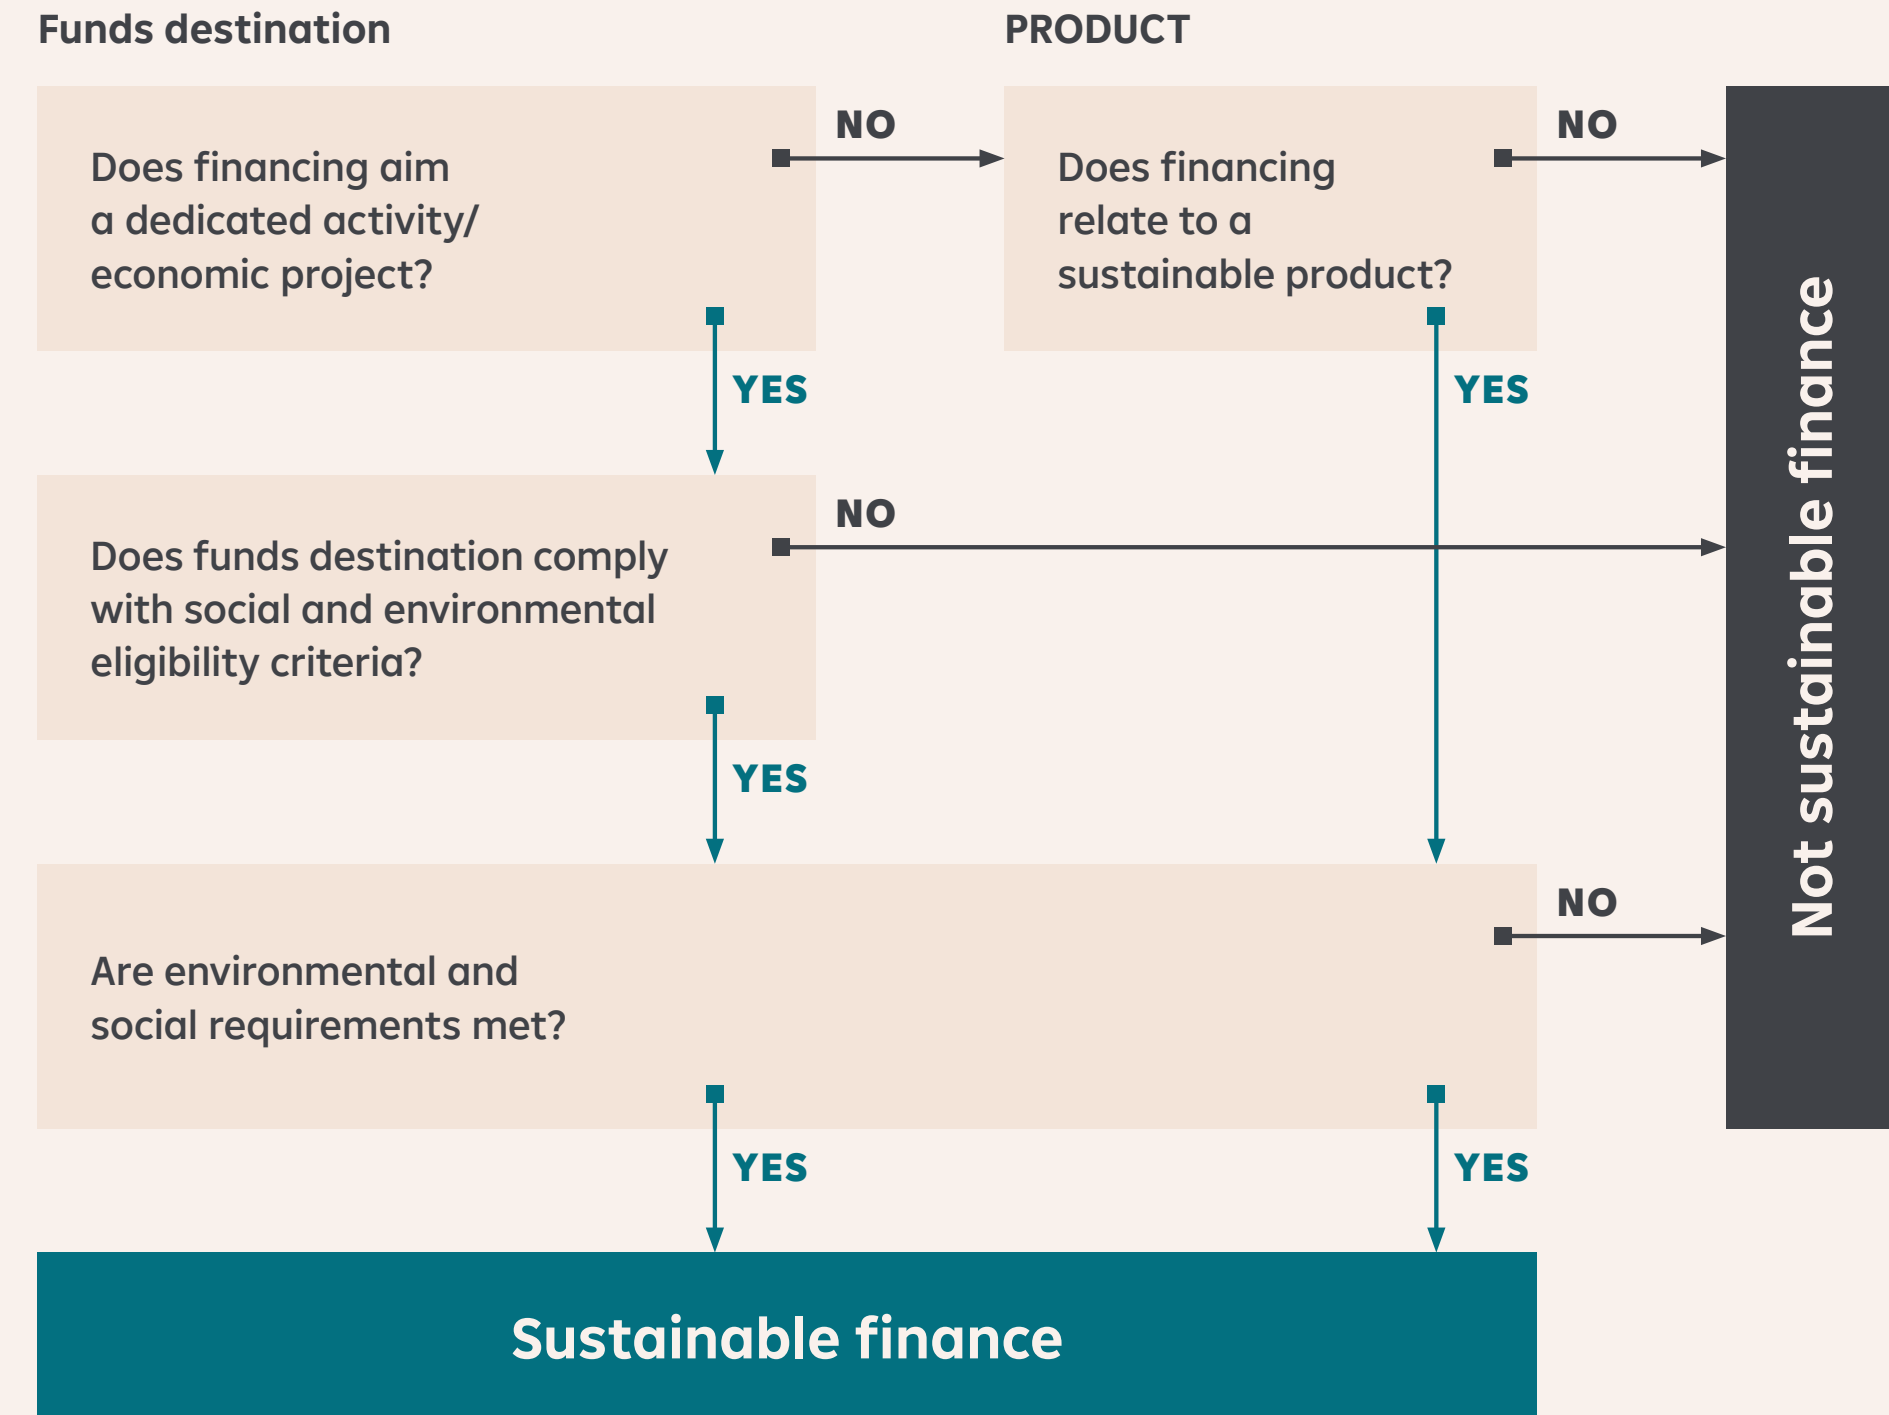 Funds destination
PRODUCT
Does financing aim
a dedicated activity/
economic project?
NO
Does financing
relate to a
sustainable product?
NO
YES
YES
Does funds destination comply
with social and environmental
eligibility criteria?
NO
YES
Are environmental and
social requirements met?
NO
YES
YES
Not sustainable finance
Sustainable finance